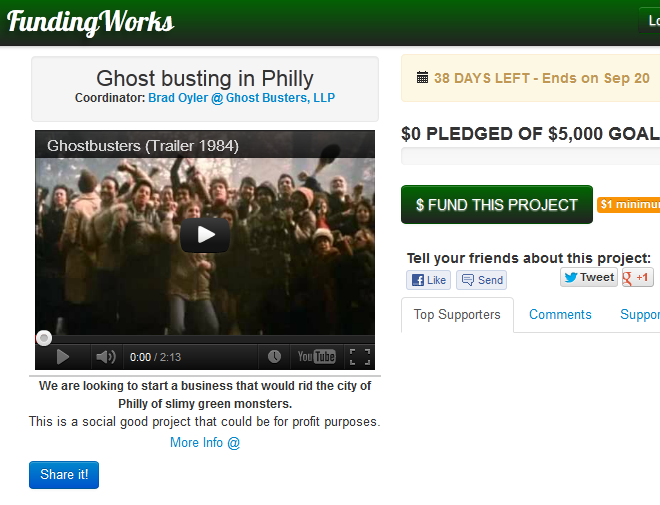 FundingWorks
Ghost busting in Philly
Coordinator: Brad Oyler @ Ghost Busters, LLP
Ghostbusters (Trailer 1984)
0:00 / 2:13
YouTube
We are looking to start a business that would rid the city of
Philly of slimy green monsters.
This is a social good project that could be for profit purposes.
More Info @
Share it!
Lo
38 DAYS LEFT - Ends on Sep 20
$0 PLEDGED OF $5,000 GOAL
$ FUND THIS PROJECT
$1 minimu
Tell your friends about this project:
Like
Send
Tweet
+1
Top Supporters
Comments
Suppor